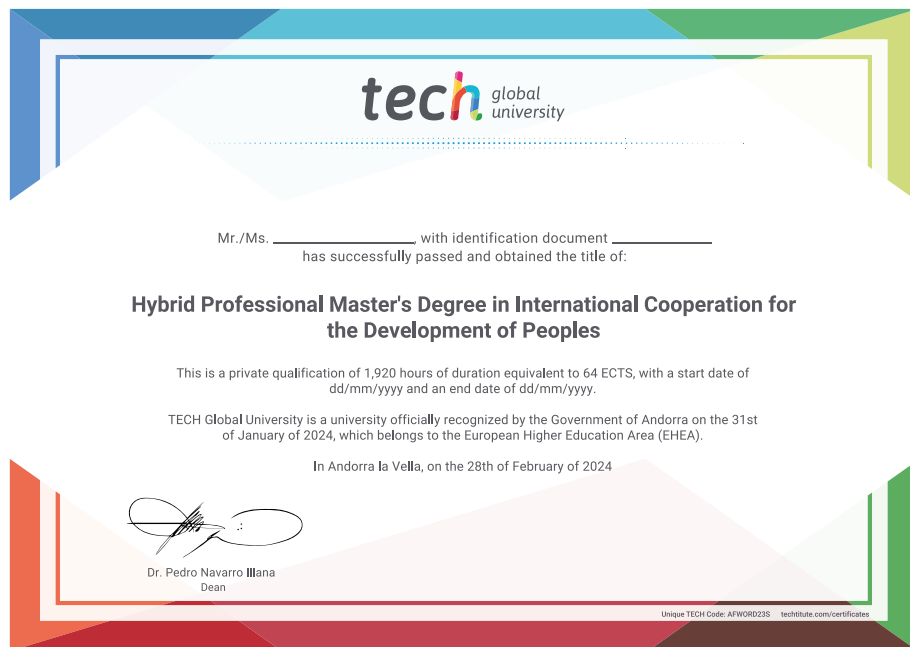 tech global university
Mr./Ms. ____________, with identification document ____________
has successfully passed and obtained the title of:
Hybrid Professional Master's Degree in International Cooperation for
the Development of Peoples
This is a private qualification of 1,920 hours of duration equivalent to 64 ECTS, with a start date of
dd/mm/yyyy and an end date of dd/mm/yyyy.
TECH Global University is a university officially recognized by the Government of Andorra on the 31st
of January of 2024, which belongs to the European Higher Education Area (EHEA).
In Andorra la Vella, on the 28th of February of 2024
Dr. Pedro Navarro Illana
Dean
Unique TECH Code: AFWORD23S techtitute.com/certificates